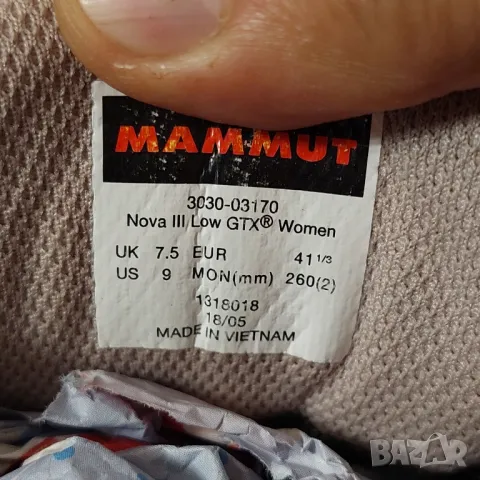 MAMMUT
3030-03170
Nova III Low GTX® Women
UK 7.5 EUR 41 1/3
US 9 MON(mm) 260(2)
1318018
18/05
MADE IN VIETNAM
BAZAR